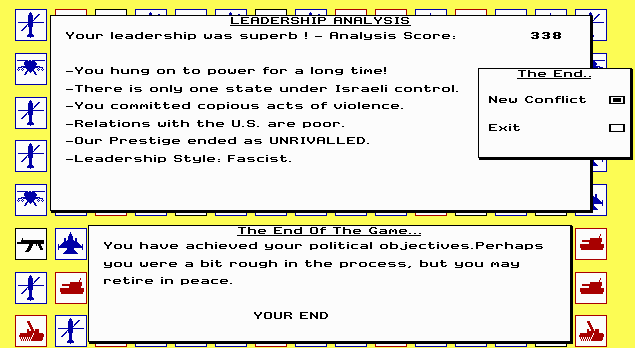 LEADERSHIP ANALYSIS
Your leadership was superb ! - Analysis Score: 338
-You hung on to power for a long time!
-There is only one state under Israeli control.
-You committed copious acts of violence.
-Relations with the U.S. are poor.
-Our Prestige ended as UNRIVALLED.
-Leadership Style: Fascist.
The End..
New Conflict
Exit
The End Of The Game...
You have achieved your political objectives.Perhaps
you were a bit rough in the process, but you may
retire in peace.
YOUR END